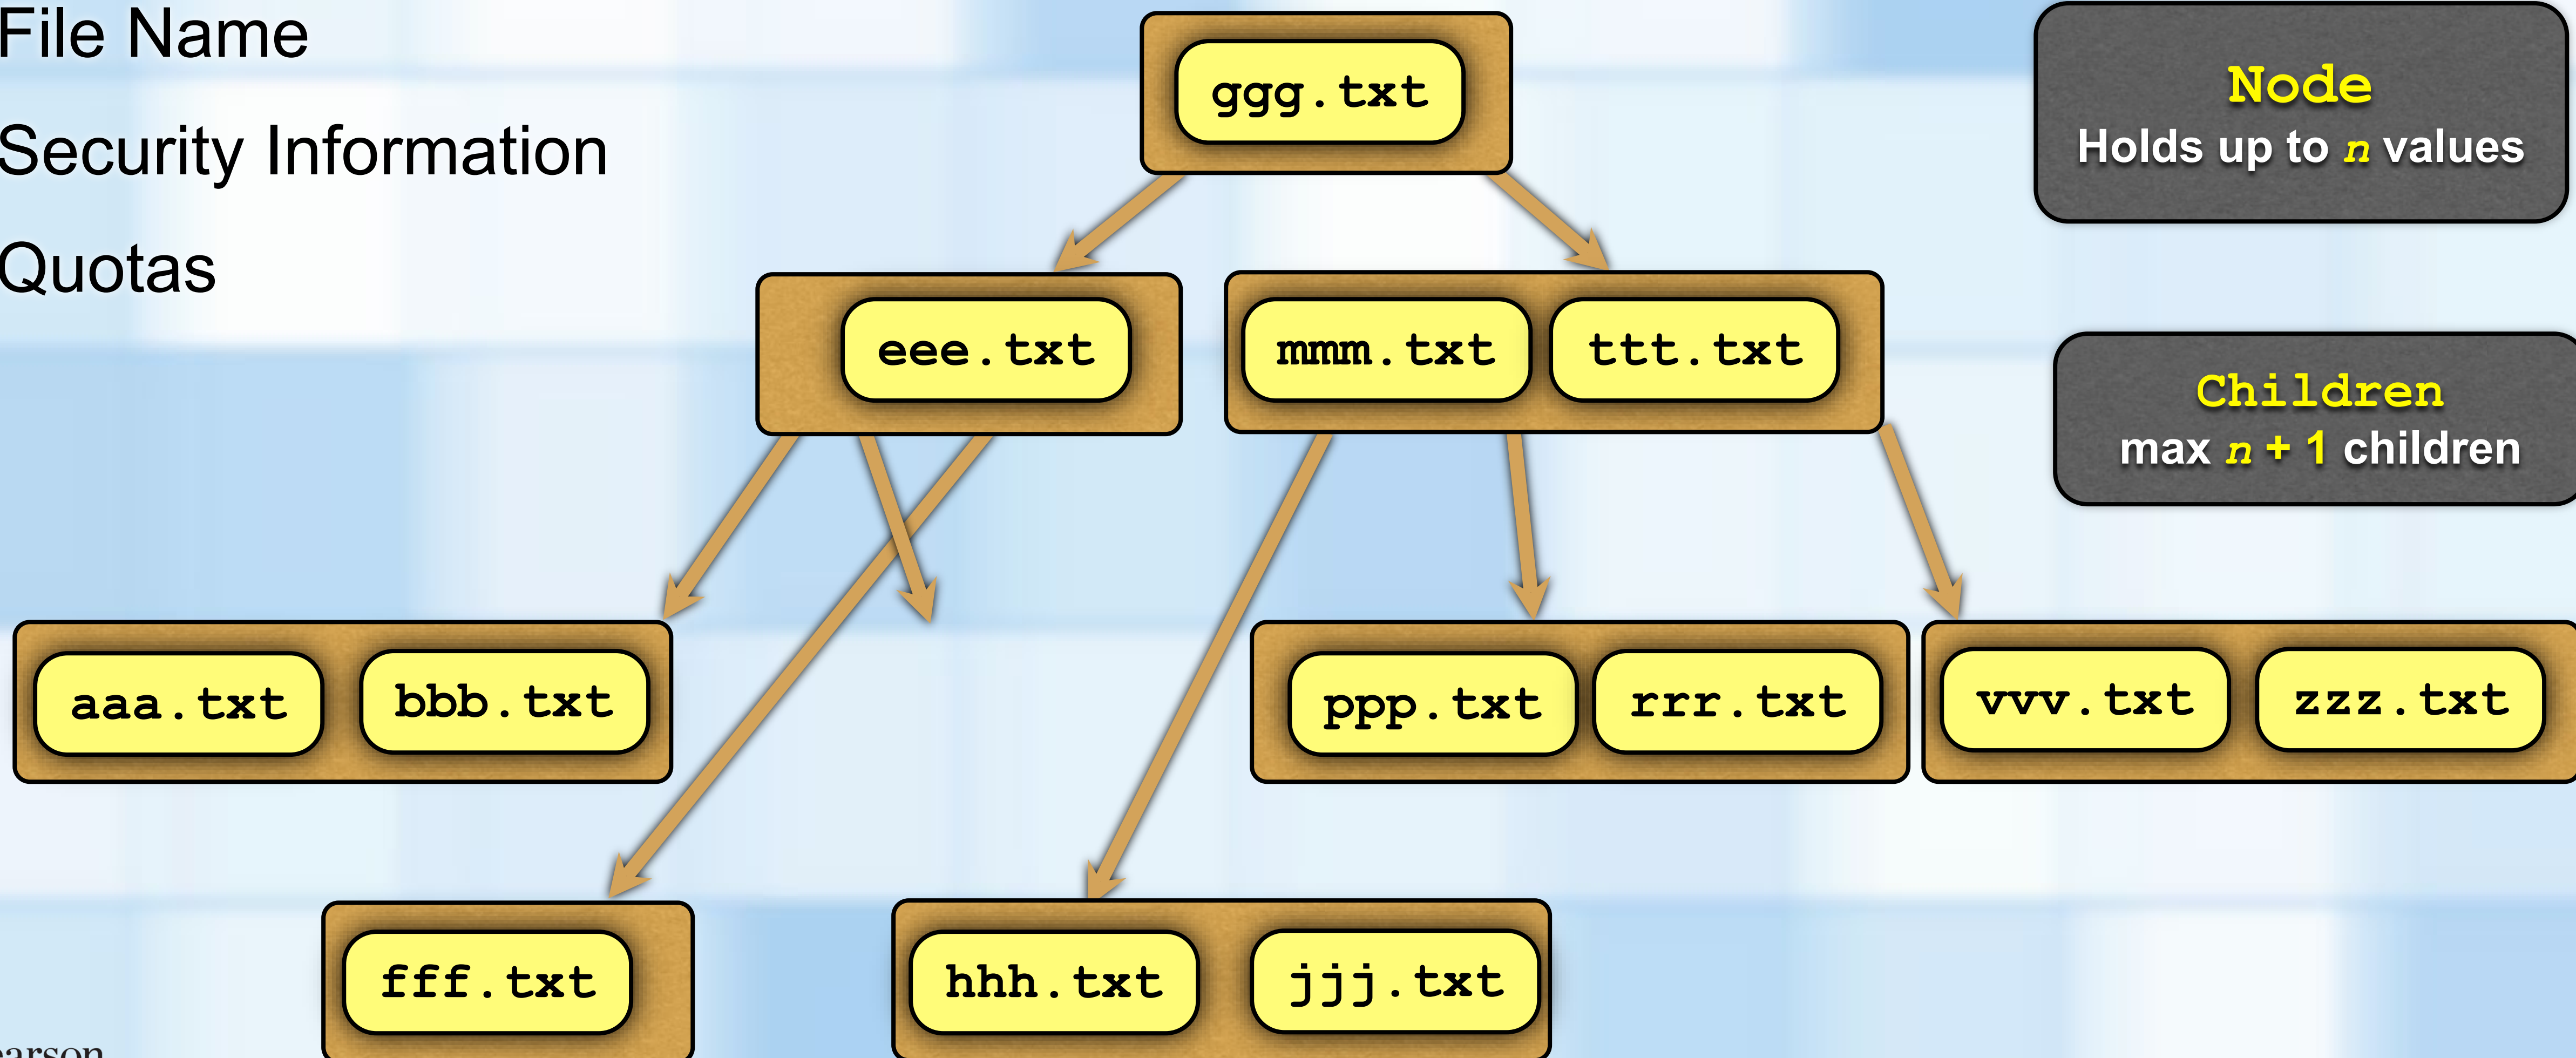 File Name
Security Information
Quotas
ggg.txt
Node
Holds up to n values
eee.txt
mmm.txt
ttt.txt
Children
max n + 1 children
aaa.txt
bbb.txt
ppp.txt
rrr.txt
vvv.txt
zzz.txt
fff.txt
hhh.txt
jjj.txt